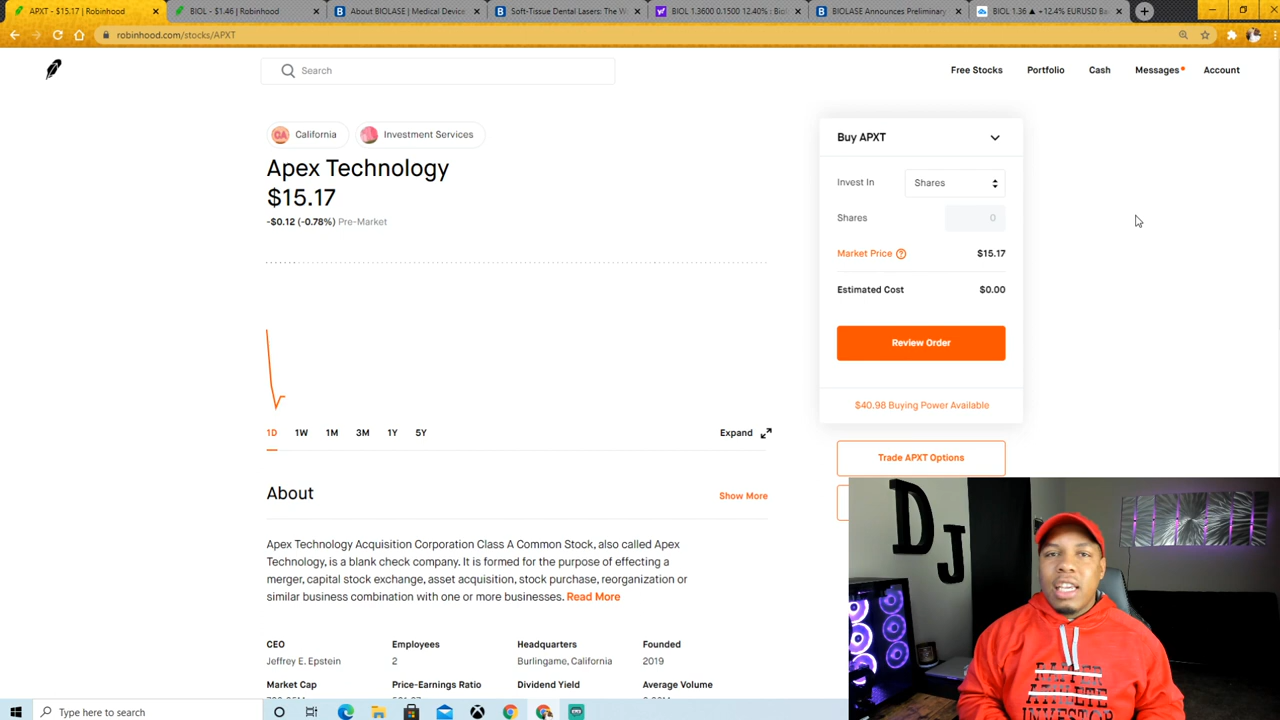 APXT - $15.17 | Robinhood
BIOL - $1.46 | Robinhood
About BIOLASE | Medical Device
Soft-Tissue Dental Lasers: The W
BIOL 1.3600 0.1500 12.40% : Biol
BIOLASE Announces Preliminary
BIOL 1.36 ▲ +12.4% EURUSD Ba
robinhood.com/stocks/APXT
Search
Free Stocks
Portfolio
Cash
Messages
Account
CA
California
Investment Services
Apex Technology
$15.17
-$0.12 (-0.78%) Pre-Market
1D
1W
1M
3M
1Y
5Y
Expand
Buy APXT
Invest In
Shares
Shares
0
Market Price
$15.17
Estimated Cost
$0.00
Review Order
$40.98 Buying Power Available
Trade APXT Options
About
Show More
Apex Technology Acquisition Corporation Class A Common Stock, also called Apex
Technology, is a blank check company. It is formed for the purpose of effecting a
merger, capital stock exchange, asset acquisition, stock purchase, reorganization or
similar business combination with one or more businesses. Read More
CEO
Jeffrey E. Epstein
Employees
2
Headquarters
Burlingame, California
Founded
2019
Market Cap
Price-Earnings Ratio
Dividend Yield
Average Volume
DJ
ATHLETE
INVESTOR
Type here to search